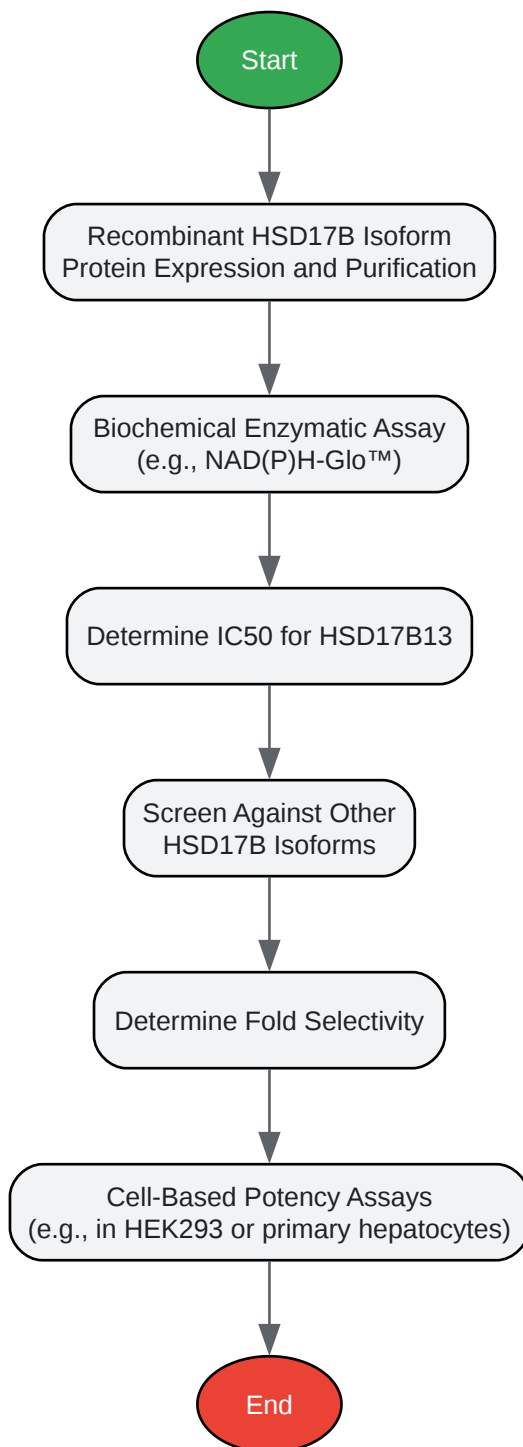 Start
Recombinant HSD17B Isoform
Protein Expression and Purification
Biochemical Enzymatic Assay
(e.g., NAD(P)H-Glo™)
Determine IC50 for HSD17B13
Screen Against Other
HSD17B Isoforms
Determine Fold Selectivity
Cell-Based Potency Assays
(e.g., in HEK293 or primary hepatocytes)
End